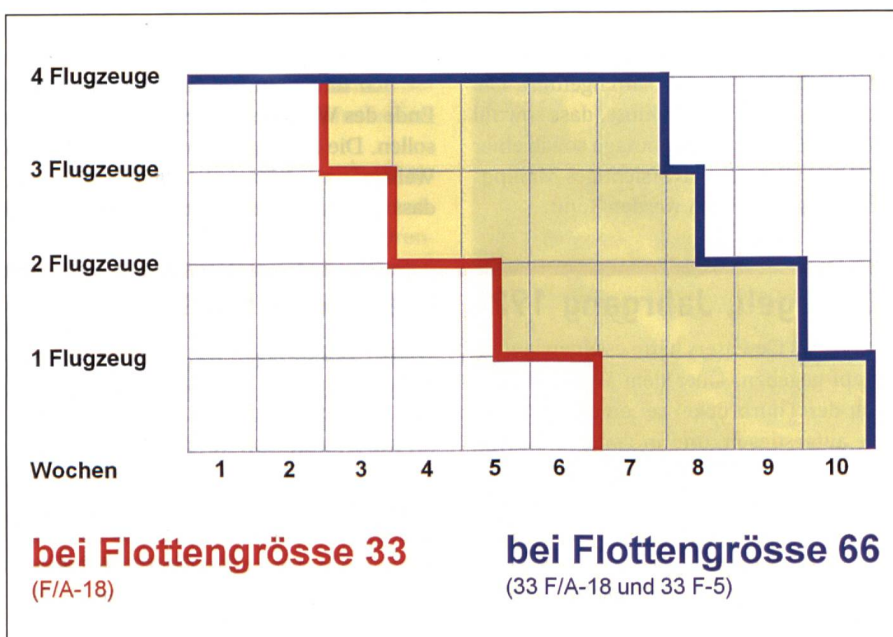 4 Flugzeuge
3 Flugzeuge
2 Flugzeuge
1 Flugzeug
Wochen 1 2 3 4 5 6 7 8 9 10
bei Flottengrösse 33
(F/A-18)
bei Flottengrösse 66
(33 F/A-18 und 33 F-5)